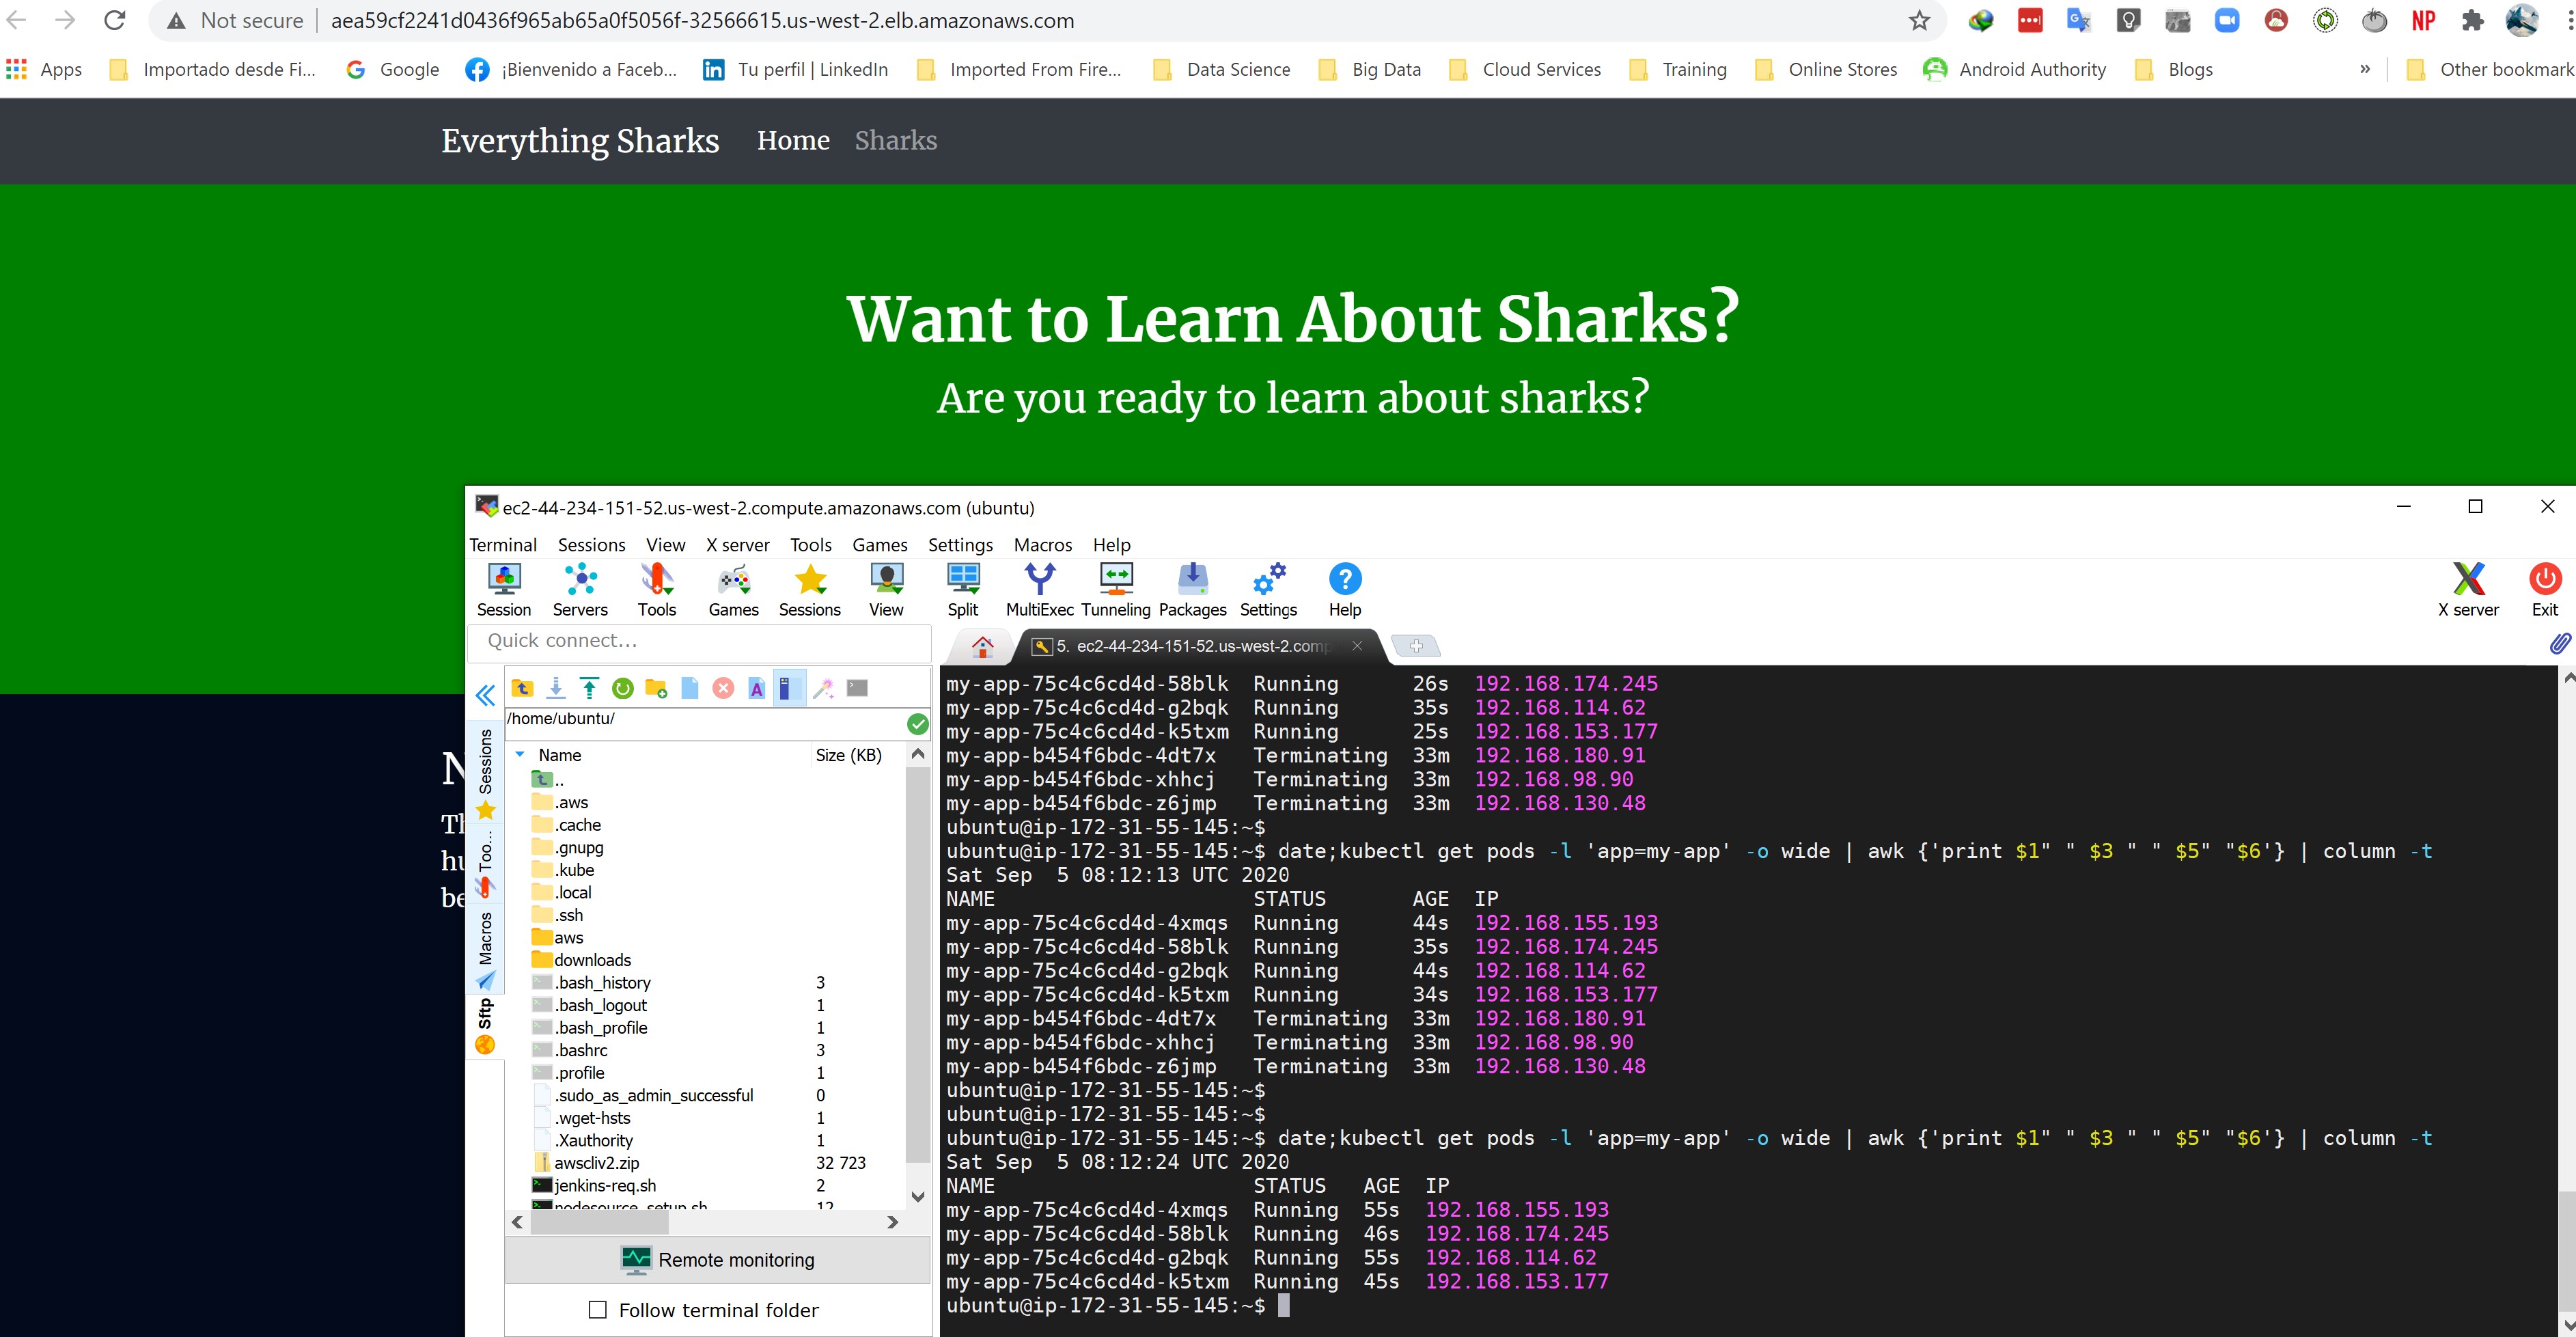 Not secure | aea59cf2241d0436f965ab65a0f5056f-32566615.us-west-2.elb.amazonaws.com
NP
Apps Importado desde Fi... Google ¡Bienvenido a Faceb... Tu perfil | LinkedIn Imported From Fire... Data Science Big Data Cloud Services Training Online Stores Android Authority Blogs » Other bookmark
Everything Sharks Home Sharks
Want to Learn About Sharks?
Are you ready to learn about sharks?
ec2-44-234-151-52.us-west-2.compute.amazonaws.com (ubuntu)
Terminal Sessions View X server Tools Games Settings Macros Help
Session Servers Tools Games Sessions View Split MultiExec Tunneling Packages Settings Help X server Exit
Quick connect...
5. ec2-44-234-151-52.us-west-2.comp
/home/ubuntu/
Name Size (KB)
..
.aws
.cache
.gnupg
.kube
.local
.ssh
aws
downloads
.bash_history 3
.bash_logout 1
.bash_profile 1
.bashrc 3
.profile 1
.sudo_as_admin_successful 0
.wget-hsts 1
.Xauthority 1
awscliv2.zip 32 723
jenkins-req.sh 2
nodesource_setup.sh 12
Remote monitoring
Follow terminal folder
Sessions
Too...
Macros
Sftp
my-app-75c4c6cd4d-58blk Running 26s 192.168.174.245
my-app-75c4c6cd4d-g2bqk Running 35s 192.168.114.62
my-app-75c4c6cd4d-k5txm Running 25s 192.168.153.177
my-app-b454f6bdc-4dt7x Terminating 33m 192.168.180.91
my-app-b454f6bdc-xhhcj Terminating 33m 192.168.98.90
my-app-b454f6bdc-z6jmp Terminating 33m 192.168.130.48
ubuntu@ip-172-31-55-145:~$
ubuntu@ip-172-31-55-145:~$ date;kubectl get pods -l 'app=my-app' -o wide | awk {'print $1" " $3 " " $5" "$6'} | column -t
Sat Sep  5 08:12:13 UTC 2020
NAME STATUS AGE IP
my-app-75c4c6cd4d-4xmqs Running 44s 192.168.155.193
my-app-75c4c6cd4d-58blk Running 35s 192.168.174.245
my-app-75c4c6cd4d-g2bqk Running 44s 192.168.114.62
my-app-75c4c6cd4d-k5txm Running 34s 192.168.153.177
my-app-b454f6bdc-4dt7x Terminating 33m 192.168.180.91
my-app-b454f6bdc-xhhcj Terminating 33m 192.168.98.90
my-app-b454f6bdc-z6jmp Terminating 33m 192.168.130.48
ubuntu@ip-172-31-55-145:~$
ubuntu@ip-172-31-55-145:~$
ubuntu@ip-172-31-55-145:~$ date;kubectl get pods -l 'app=my-app' -o wide | awk {'print $1" " $3 " " $5" "$6'} | column -t
Sat Sep  5 08:12:24 UTC 2020
NAME STATUS AGE IP
my-app-75c4c6cd4d-4xmqs Running 55s 192.168.155.193
my-app-75c4c6cd4d-58blk Running 46s 192.168.174.245
my-app-75c4c6cd4d-g2bqk Running 55s 192.168.114.62
my-app-75c4c6cd4d-k5txm Running 45s 192.168.153.177
ubuntu@ip-172-31-55-145:~$